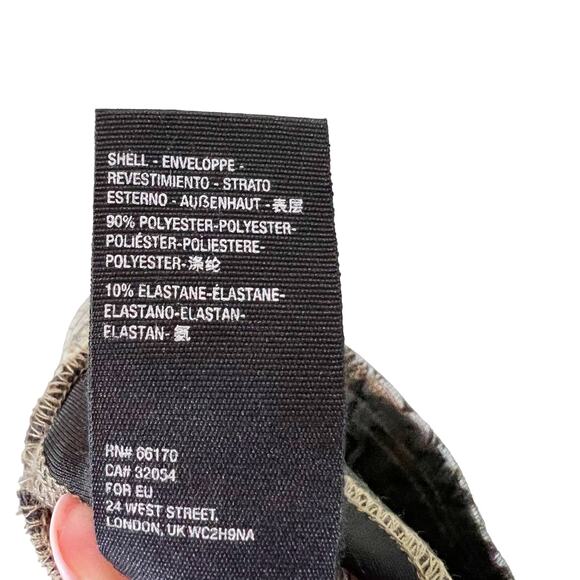 SHELL - ENVELOPPE -
REVESTIMIENTO - STRATO
ESTERNO - AUßENHAUT -表层
90% POLYESTER-POLYESTER-
POLIÉSTER-POLIESTERE-
POLYESTER-涤纶
10% ELASTANE-ÉLASTANE-
ELASTANO-ELASTAN-
ELASTAN- 氨
RN# 66170
CA# 32054
FOR EU
24 WEST STREET,
LONDON, UK WC2H9NA